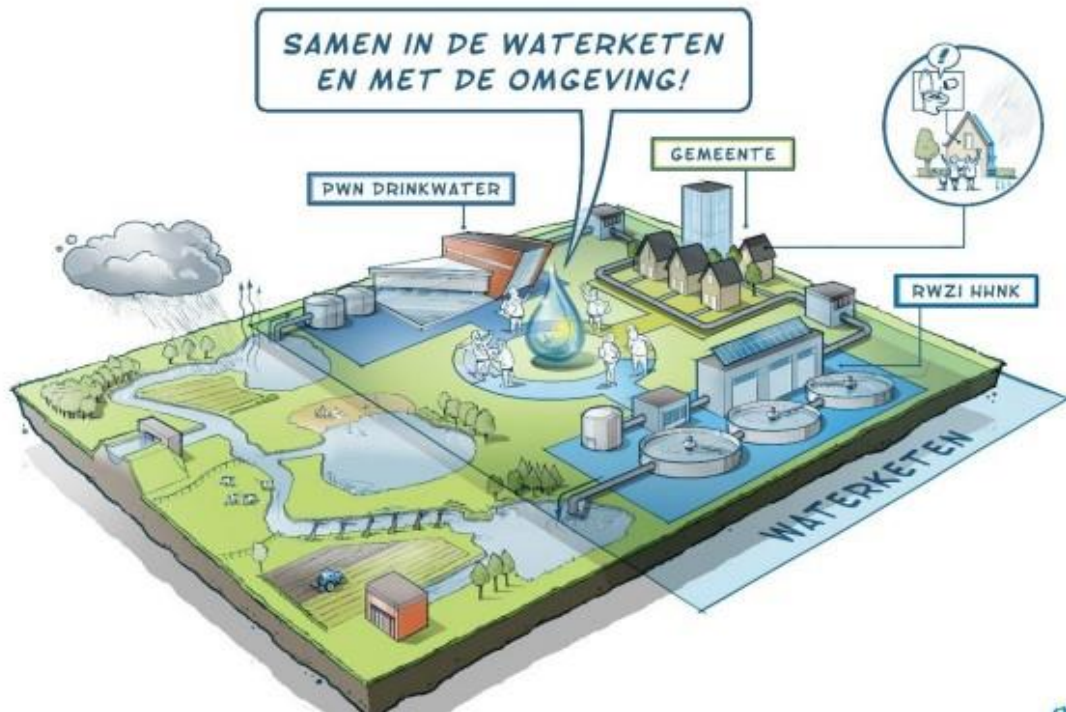 SAMEN IN DE WATERKETEN
EN MET DE OMGEVING!
!
GEMEENTE
PWN DRINKWATER
RWZI HHNK
WATERKETEN